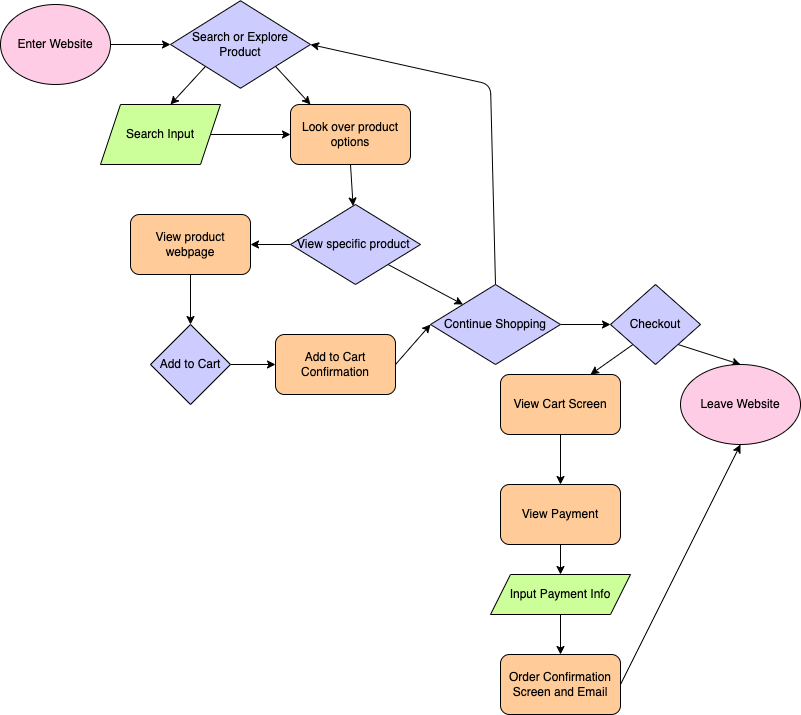 Enter Website
Search or Explore
Product
Search Input
Look over product
options
View product
webpage
View specific product
Continue Shopping
Checkout
Add to Cart
Add to Cart
Confirmation
View Cart Screen
Leave Website
View Payment
Input Payment Info
Order Confirmation
Screen and Email